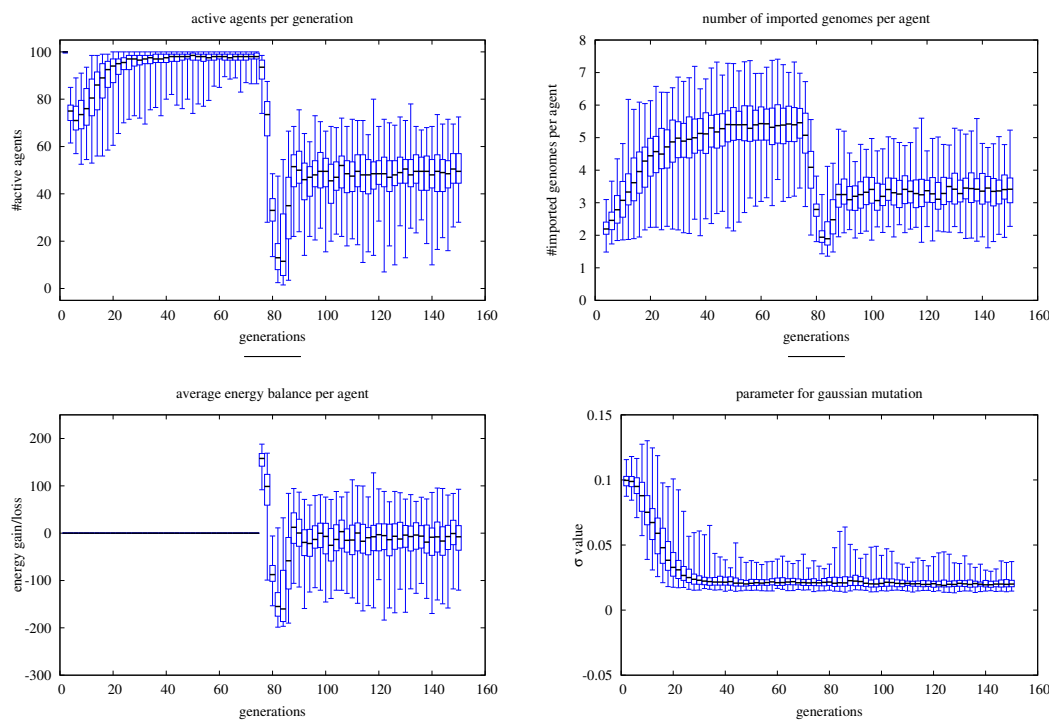 active agents per generation
#active agents
100
80
60
40
20
0
0 20 40 60 80 100 120 140 160
generations
number of imported genomes per agent
#imported genomes per agent
8
7
6
5
4
3
2
1
0
0 20 40 60 80 100 120 140 160
generations
average energy balance per agent
energy gain/loss
200
100
0
-100
-200
-300
0 20 40 60 80 100 120 140 160
generations
parameter for gaussian mutation
σ value
0.15
0.1
0.05
0
-0.05
0 20 40 60 80 100 120 140 160
generations